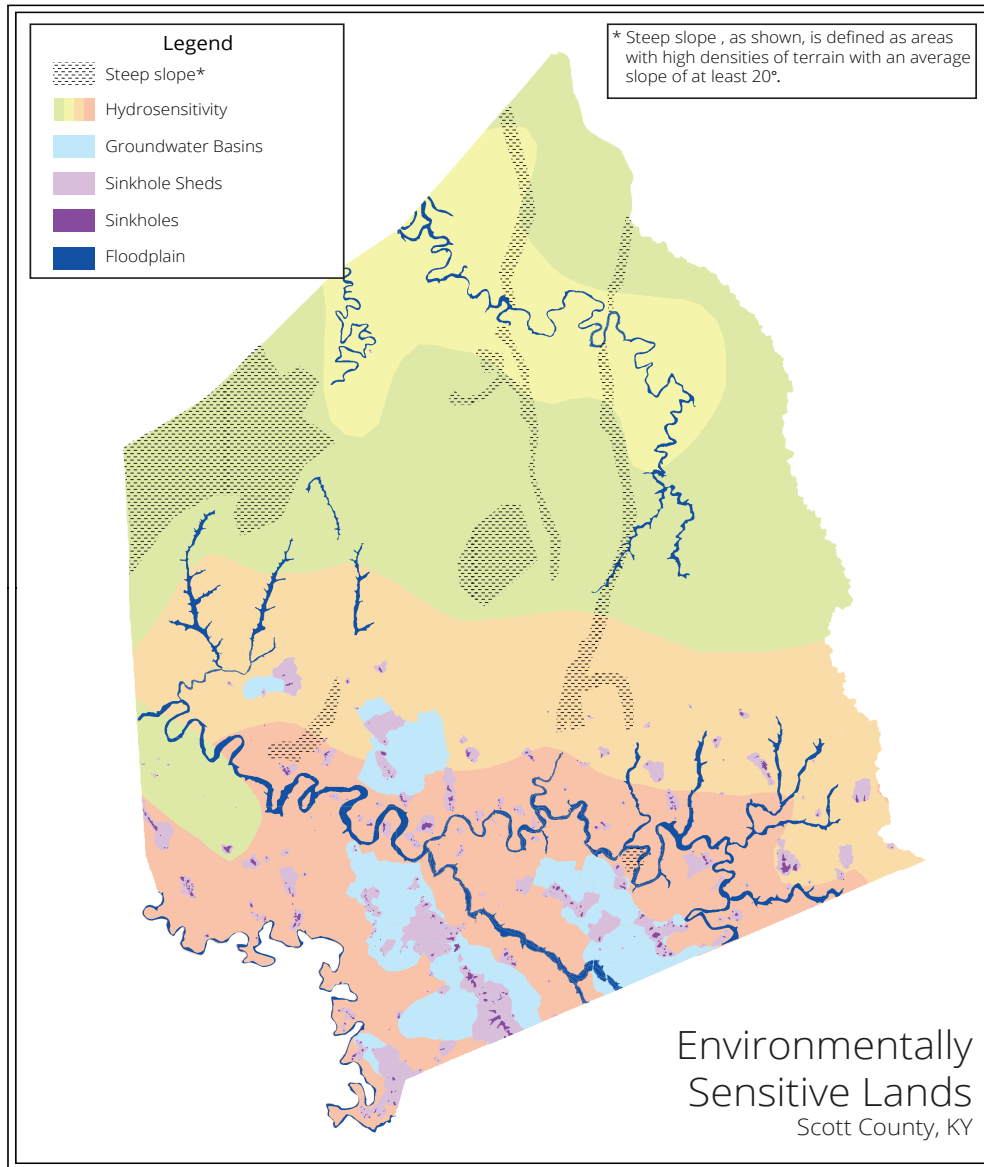 Legend
Steep slope*
Hydrosensitivity
Groundwater Basins
Sinkhole Sheds
Sinkholes
Floodplain
* Steep slope , as shown, is defined as areas
with high densities of terrain with an average
slope of at least 20°.
Environmentally
Sensitive Lands
Scott County, KY